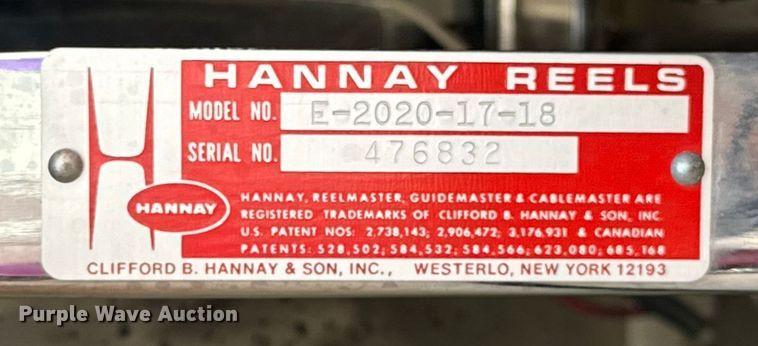 HANNAY REELS
MODEL NO. E-2020-17-18
SERIAL NO. 476832
HANNAY
HANNAY, REELMASTER, GUIDEMASTER & CABLEMASTER ARE
REGISTERED TRADEMARKS OF CLIFFORD B. HANNAY & SON, INC.
U.S. PATENT NOS: 2,738,143; 2,906,472; 3,176,931 & CANADIAN
PATENTS: 528,502; 584,532; 584,566; 623,080; 685,168
CLIFFORD B. HANNAY & SON, INC., WESTERLO, NEW YORK 12193
Purple Wave Auction